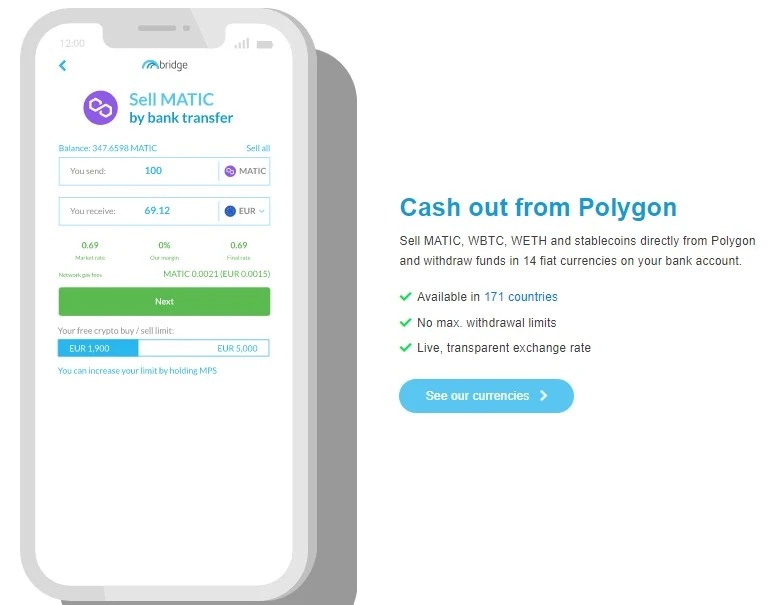 12:00
bridge
Sell MATIC
by bank transfer
Balance: 347.6598 MATIC Sell all
You send: 100 MATIC
You receive: 69.12 EUR
0.69 0% 0.69
Market rate Our margin Final rate
Network gas fees MATIC 0.0021 (EUR 0.0015)
Next
Your free crypto buy / sell limit:
EUR 1,900 EUR 5,000
You can increase your limit by holding MPS
Cash out from Polygon
Sell MATIC, WBTC, WETH and stablecoins directly from Polygon
and withdraw funds in 14 fiat currencies on your bank account.
Available in 171 countries
No max. withdrawal limits
Live, transparent exchange rate
See our currencies